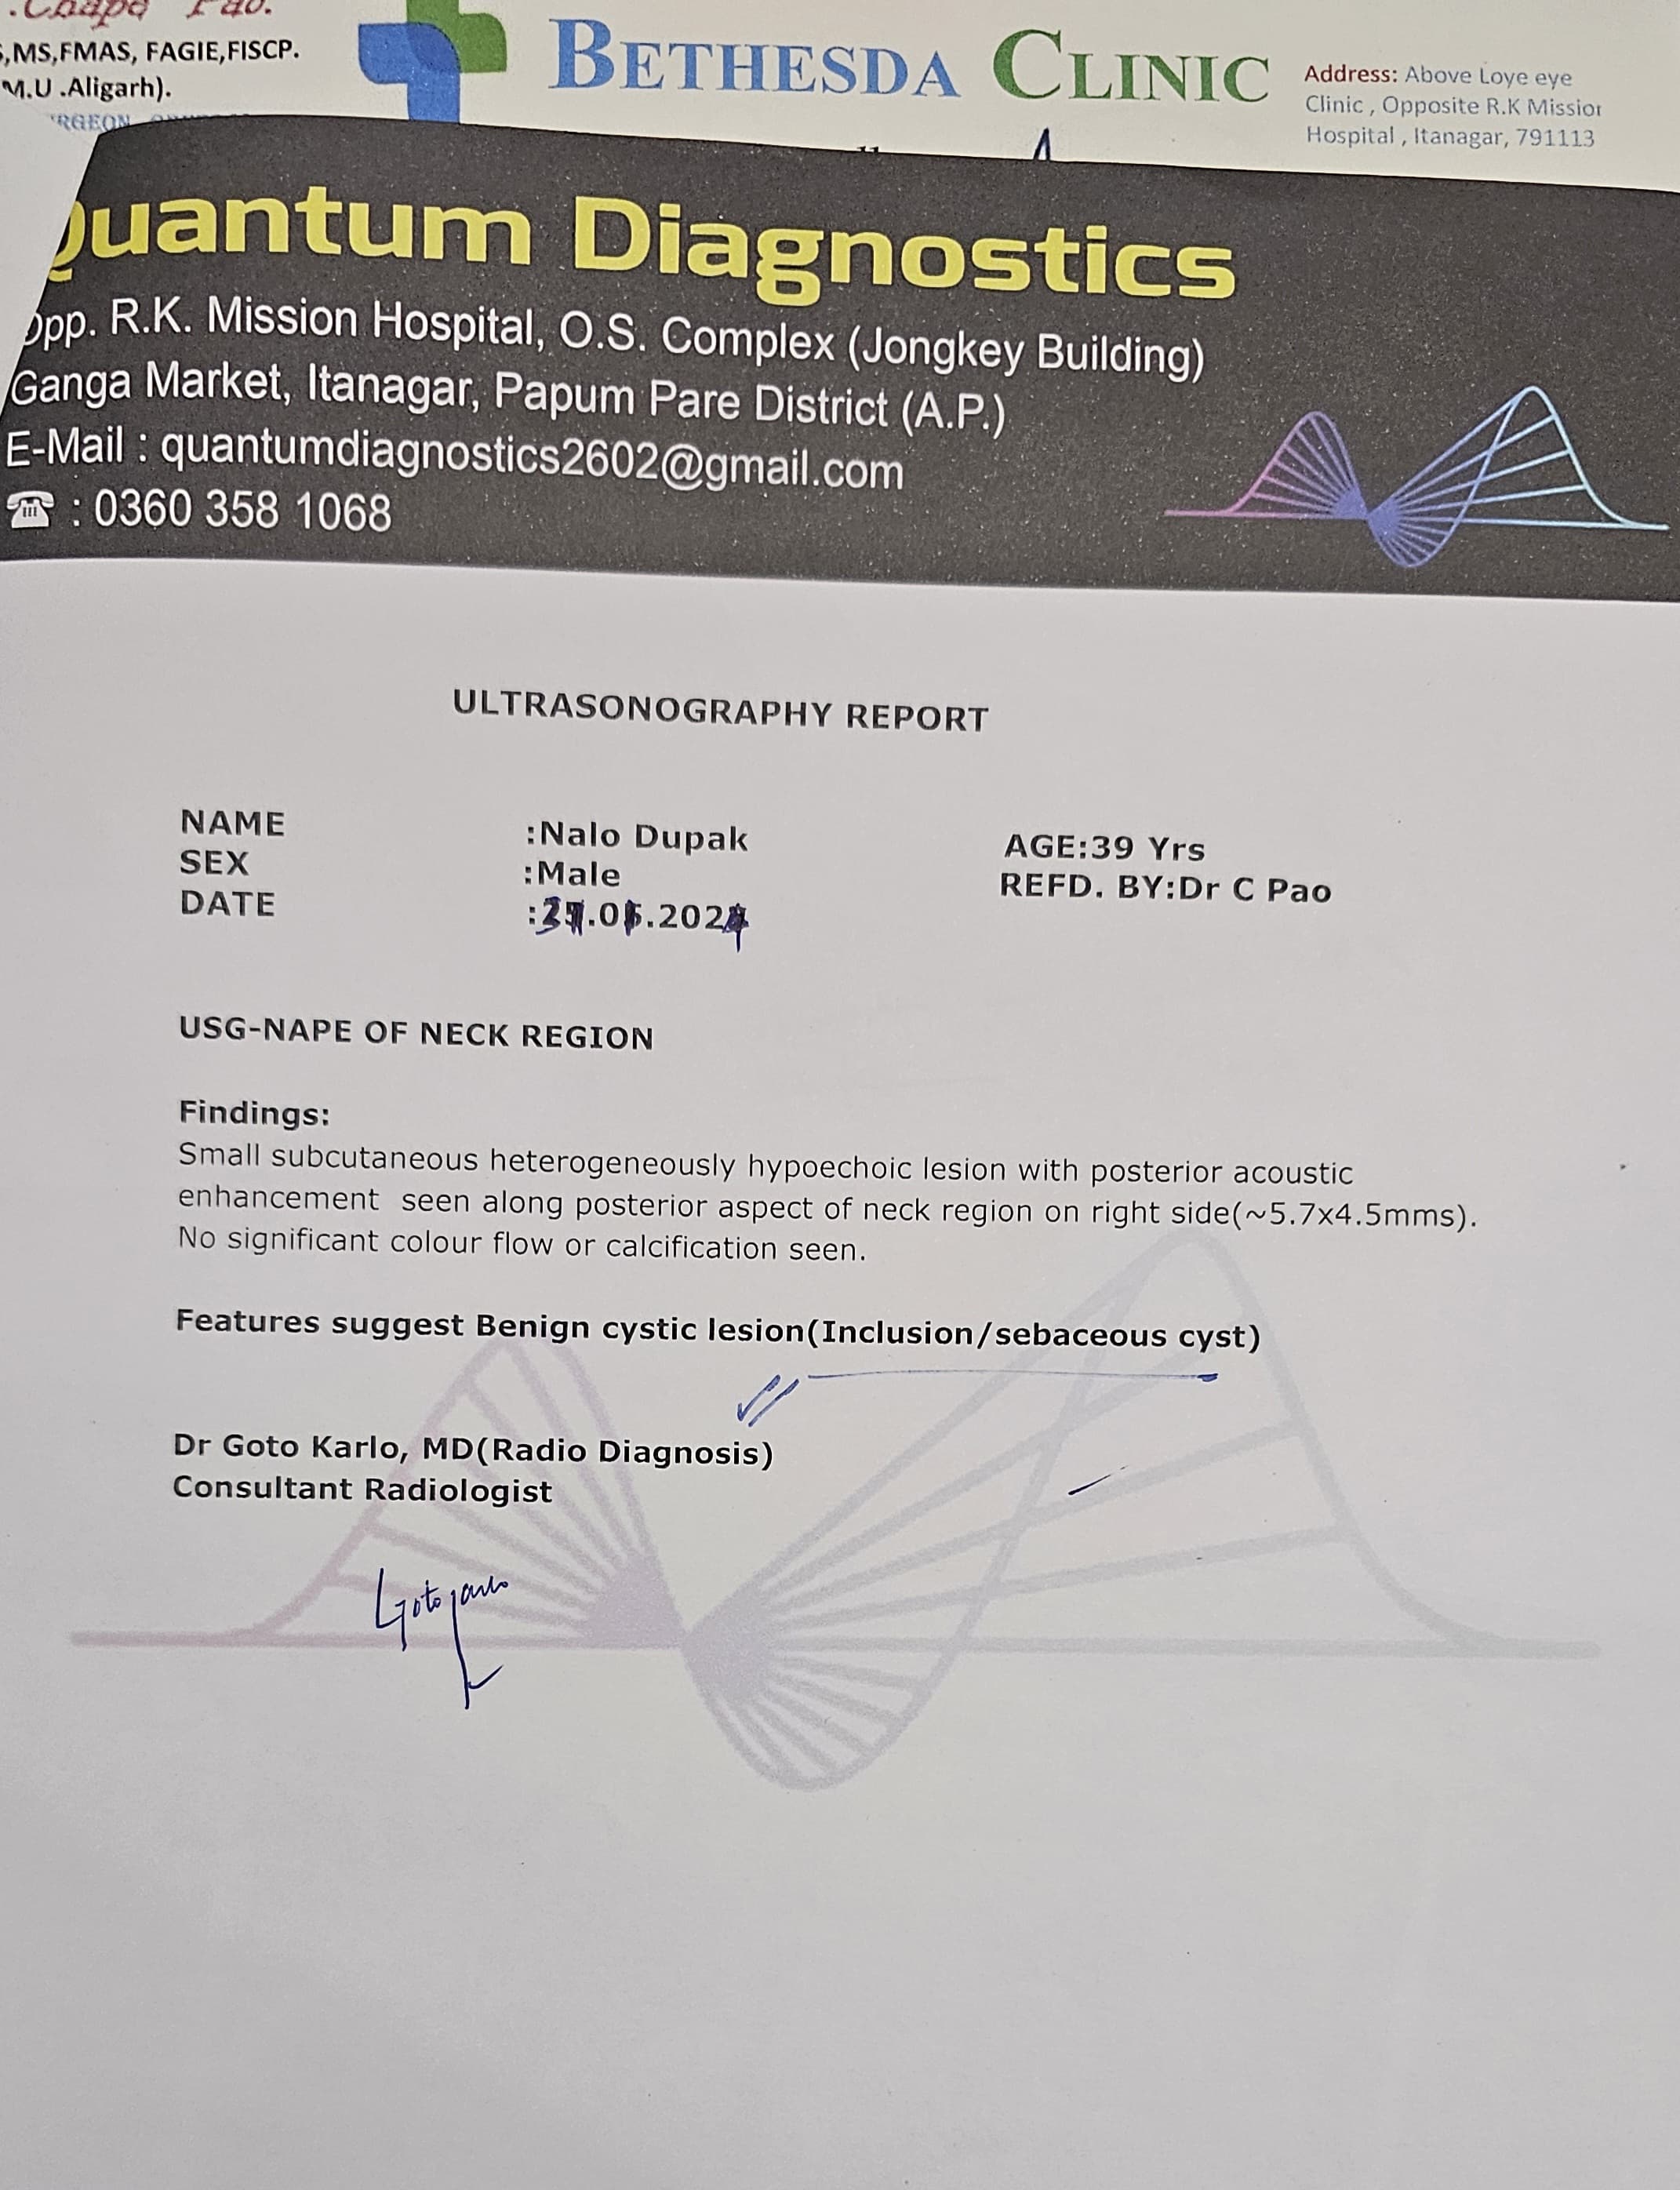 .Chapa Pao.
,MS,FMAS, FAGIE,FISCP.
M.U .Aligarh).
BETHESDA CLINIC
Address: Above Loye eye
Clinic , Opposite R.K Mission
Hospital , Itanagar, 791113
Quantum Diagnostics
Opp. R.K. Mission Hospital, O.S. Complex (Jongkey Building)
Ganga Market, Itanagar, Papum Pare District (A.P.)
E-Mail : quantumdiagnostics2602@gmail.com
: 0360 358 1068
ULTRASONOGRAPHY REPORT
NAME :Nalo Dupak AGE:39 Yrs
SEX :Male REFD. BY:Dr C Pao
DATE
USG-NAPE OF NECK REGION
Findings:
Small subcutaneous heterogeneously hypoechoic lesion with posterior acoustic
enhancement seen along posterior aspect of neck region on right side(~5.7x4.5mms).
No significant colour flow or calcification seen.
Features suggest Benign cystic lesion(Inclusion/sebaceous cyst)
Dr Goto Karlo, MD(Radio Diagnosis)
Consultant Radiologist